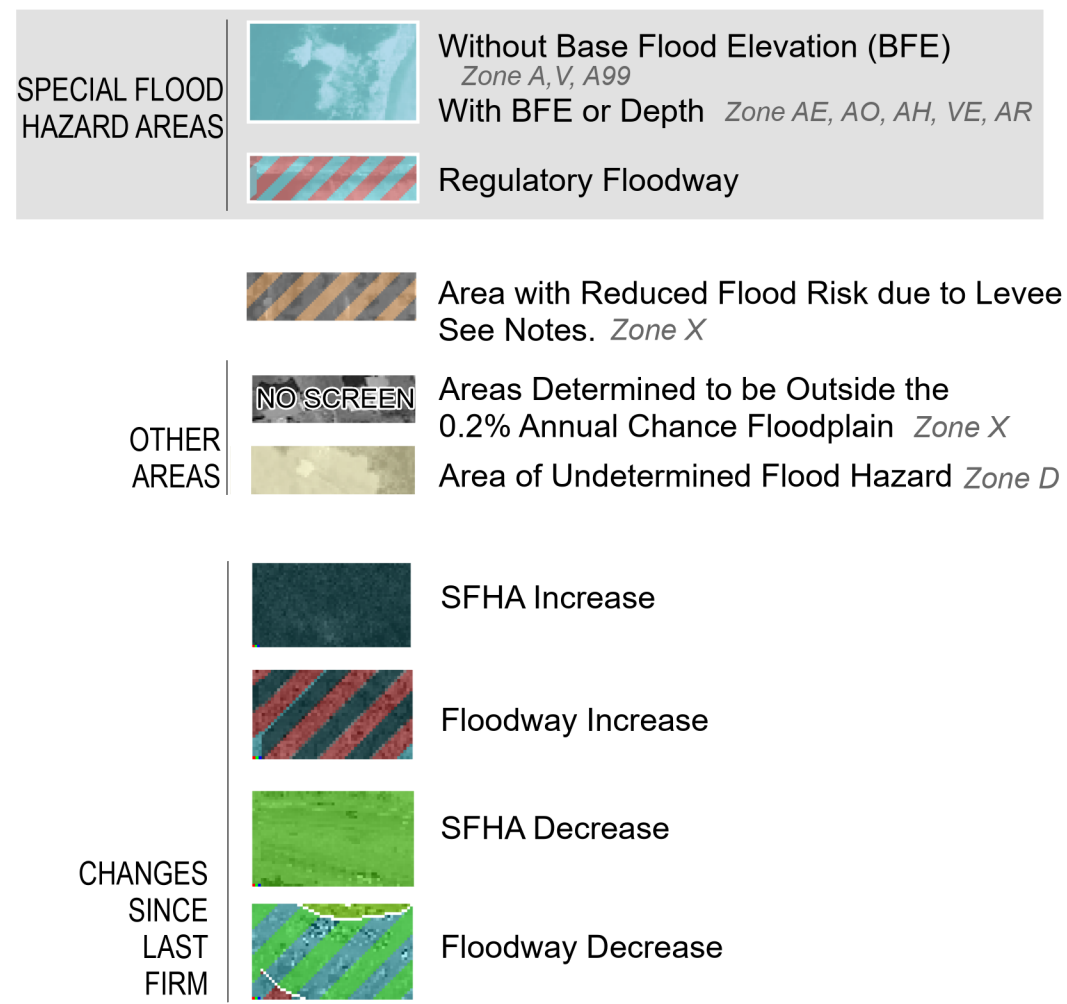 SPECIAL FLOOD
HAZARD AREAS
Without Base Flood Elevation (BFE)
Zone A,V, A99
With BFE or Depth Zone AE, AO, AH, VE, AR
Regulatory Floodway
Area with Reduced Flood Risk due to Levee
See Notes. Zone X
OTHER
AREAS
NO SCREEN
Areas Determined to be Outside the
0.2% Annual Chance Floodplain Zone X
Area of Undetermined Flood Hazard Zone D
CHANGES
SINCE
LAST
FIRM
SFHA Increase
Floodway Increase
SFHA Decrease
Floodway Decrease